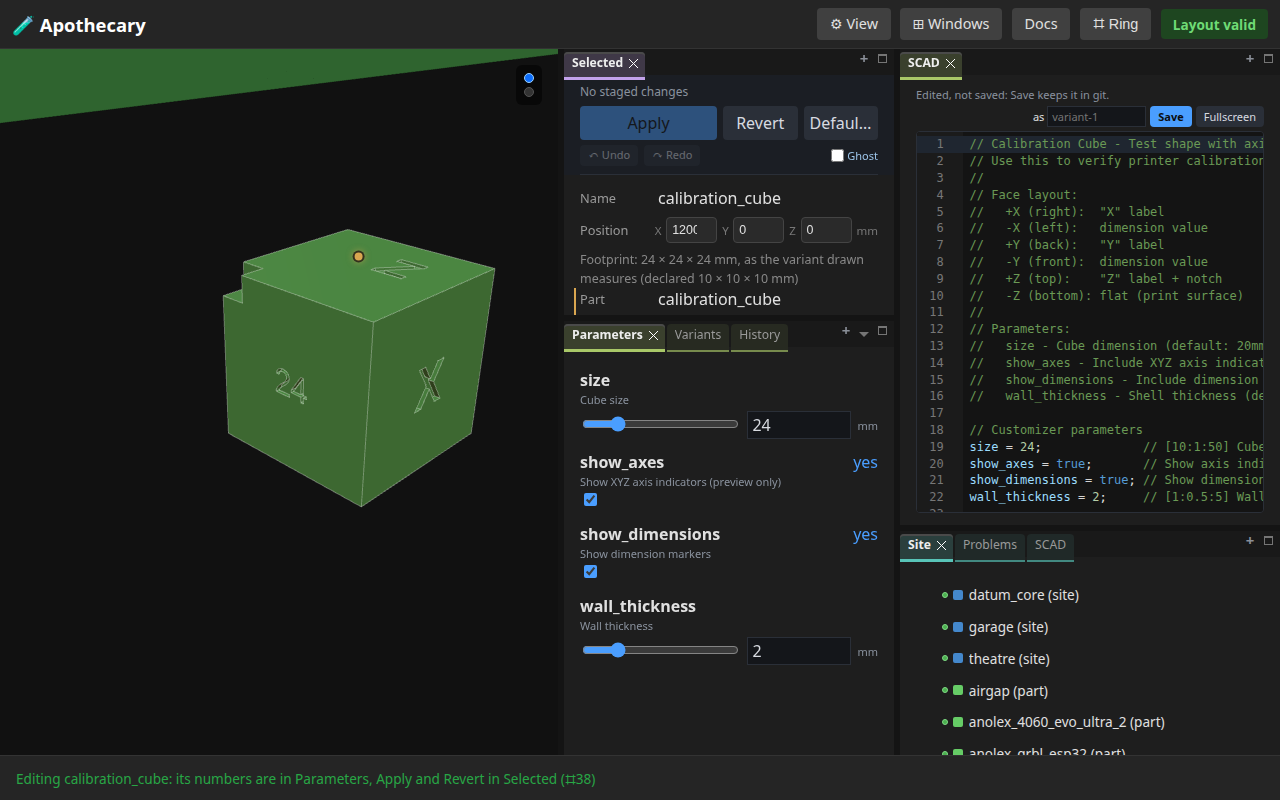 🧪 Apothecary
⚙ View
⊞ Windows
Docs
⌗ Ring
Layout valid
24
X
Z
Selected
No staged changes
Apply
Revert
Defaul...
↶ Undo
↷ Redo
Ghost
Name calibration_cube
Position X 1200 Y 0 Z 0 mm
Footprint: 24 × 24 × 24 mm, as the variant drawn
measures (declared 10 × 10 × 10 mm)
Part calibration_cube
Parameters
Variants
History
size
Cube size
24 mm
show_axes yes
Show XYZ axis indicators (preview only)
show_dimensions yes
Show dimension markers
wall_thickness
Wall thickness
2 mm
SCAD
Edited, not saved: Save keeps it in git.
as variant-1 Save Fullscreen
1 // Calibration Cube - Test shape with axi
2 // Use this to verify printer calibration
3 //
4 // Face layout:
5 //   +X (right):  "X" label
6 //   -X (left):   dimension value
7 //   +Y (back):   "Y" label
8 //   -Y (front):  dimension value
9 //   +Z (top):    "Z" label + notch
10 //   -Z (bottom): flat (print surface)
11 //
12 // Parameters:
13 //   size - Cube dimension (default: 20mm
14 //   show_axes - Include XYZ axis indicat
15 //   show_dimensions - Include dimension
16 //   wall_thickness - Shell thickness (de
17
18 // Customizer parameters
19 size = 24;             // [10:1:50] Cube
20 show_axes = true;      // Show axis indi
21 show_dimensions = true; // Show dimension
22 wall_thickness = 2;    // [1:0.5:5] Wall
Site
Problems
SCAD
datum_core (site)
garage (site)
theatre (site)
airgap (part)
anolex_4060_evo_ultra_2 (part)
anolex_grbl_esp32 (part)
Editing calibration_cube: its numbers are in Parameters, Apply and Revert in Selected (⌗38)